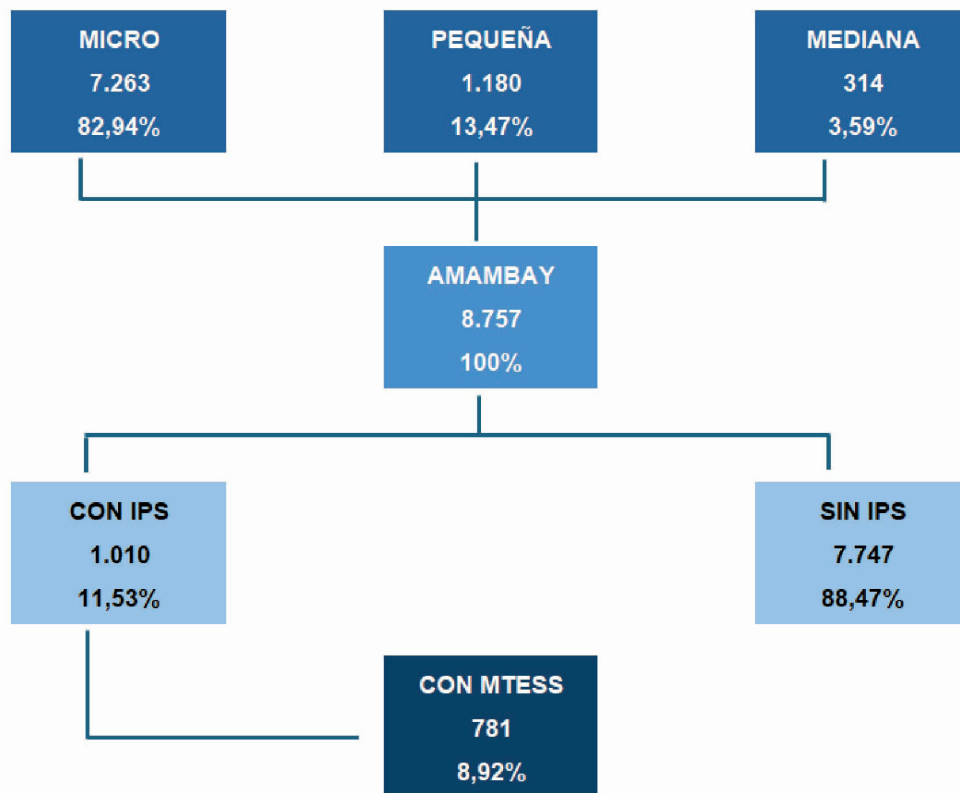 MICRO
7.263
82,94%
PEQUEÑA
1.180
13,47%
MEDIANA
314
3,59%
AMAMBAY
8.757
100%
CON IPS
1.010
11,53%
SIN IPS
7.747
88,47%
CON MTESS
781
8,92%